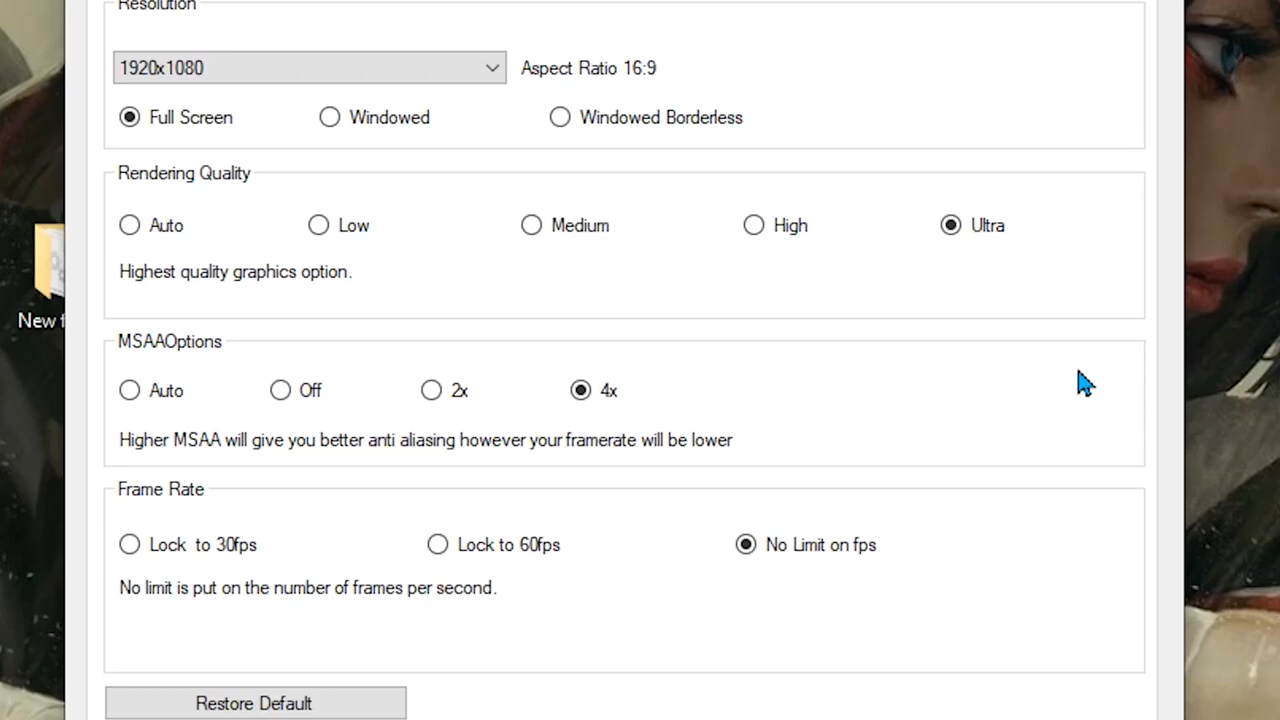 Resolution
1920x1080 Aspect Ratio 16:9
Full Screen Windowed Windowed Borderless
Rendering Quality
Auto Low Medium High Ultra
Highest quality graphics option.
New
MSAAOptions
Auto Off 2x 4x
Higher MSAA will give you better anti aliasing however your framerate will be lower
Frame Rate
Lock to 30fps Lock to 60fps No Limit on fps
No limit is put on the number of frames per second.
Restore Default